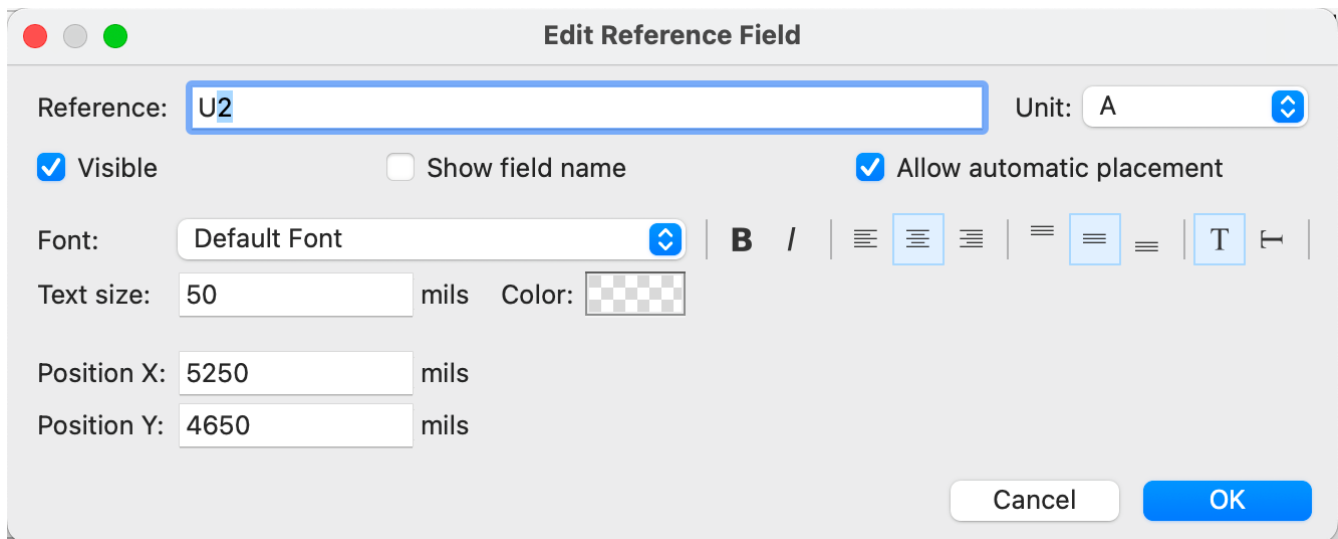 Edit Reference Field
Reference: U2 Unit: A
Visible Show field name Allow automatic placement
Font: Default Font B I T T
Text size: 50 mils Color:
Position X: 5250 mils
Position Y: 4650 mils
Cancel OK